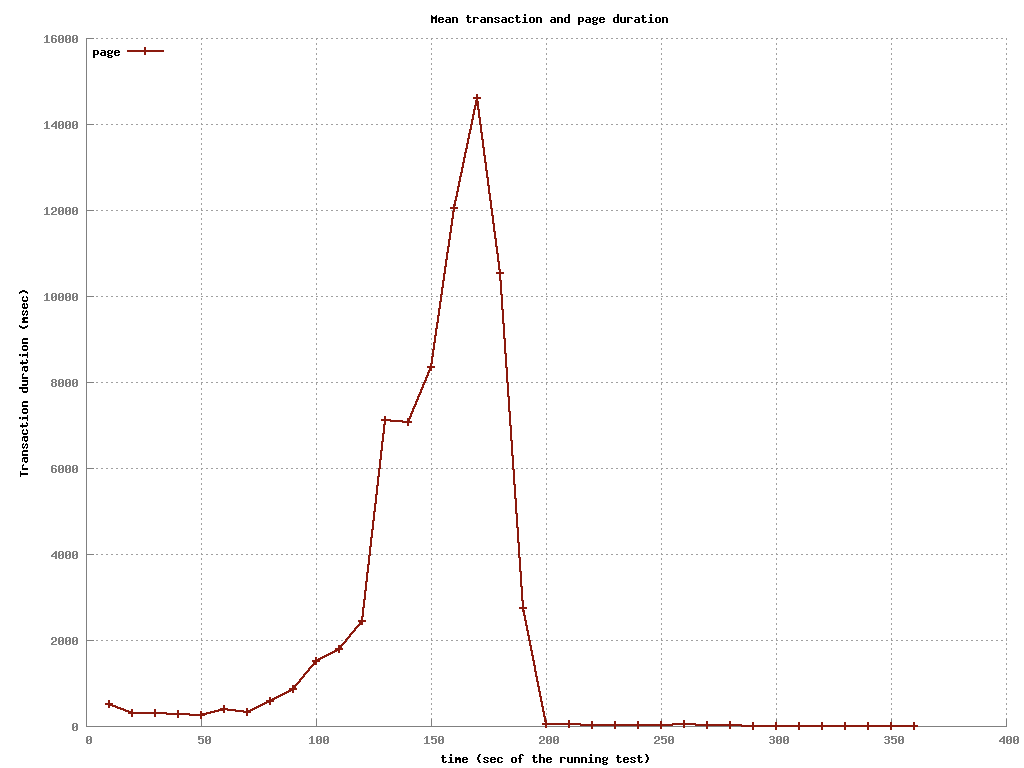 Mean transaction and page duration
page
16000
14000
12000
10000
8000
6000
4000
2000
0
Transaction duration (msec)
0 50 100 150 200 250 300 350 400
time (sec of the running test)